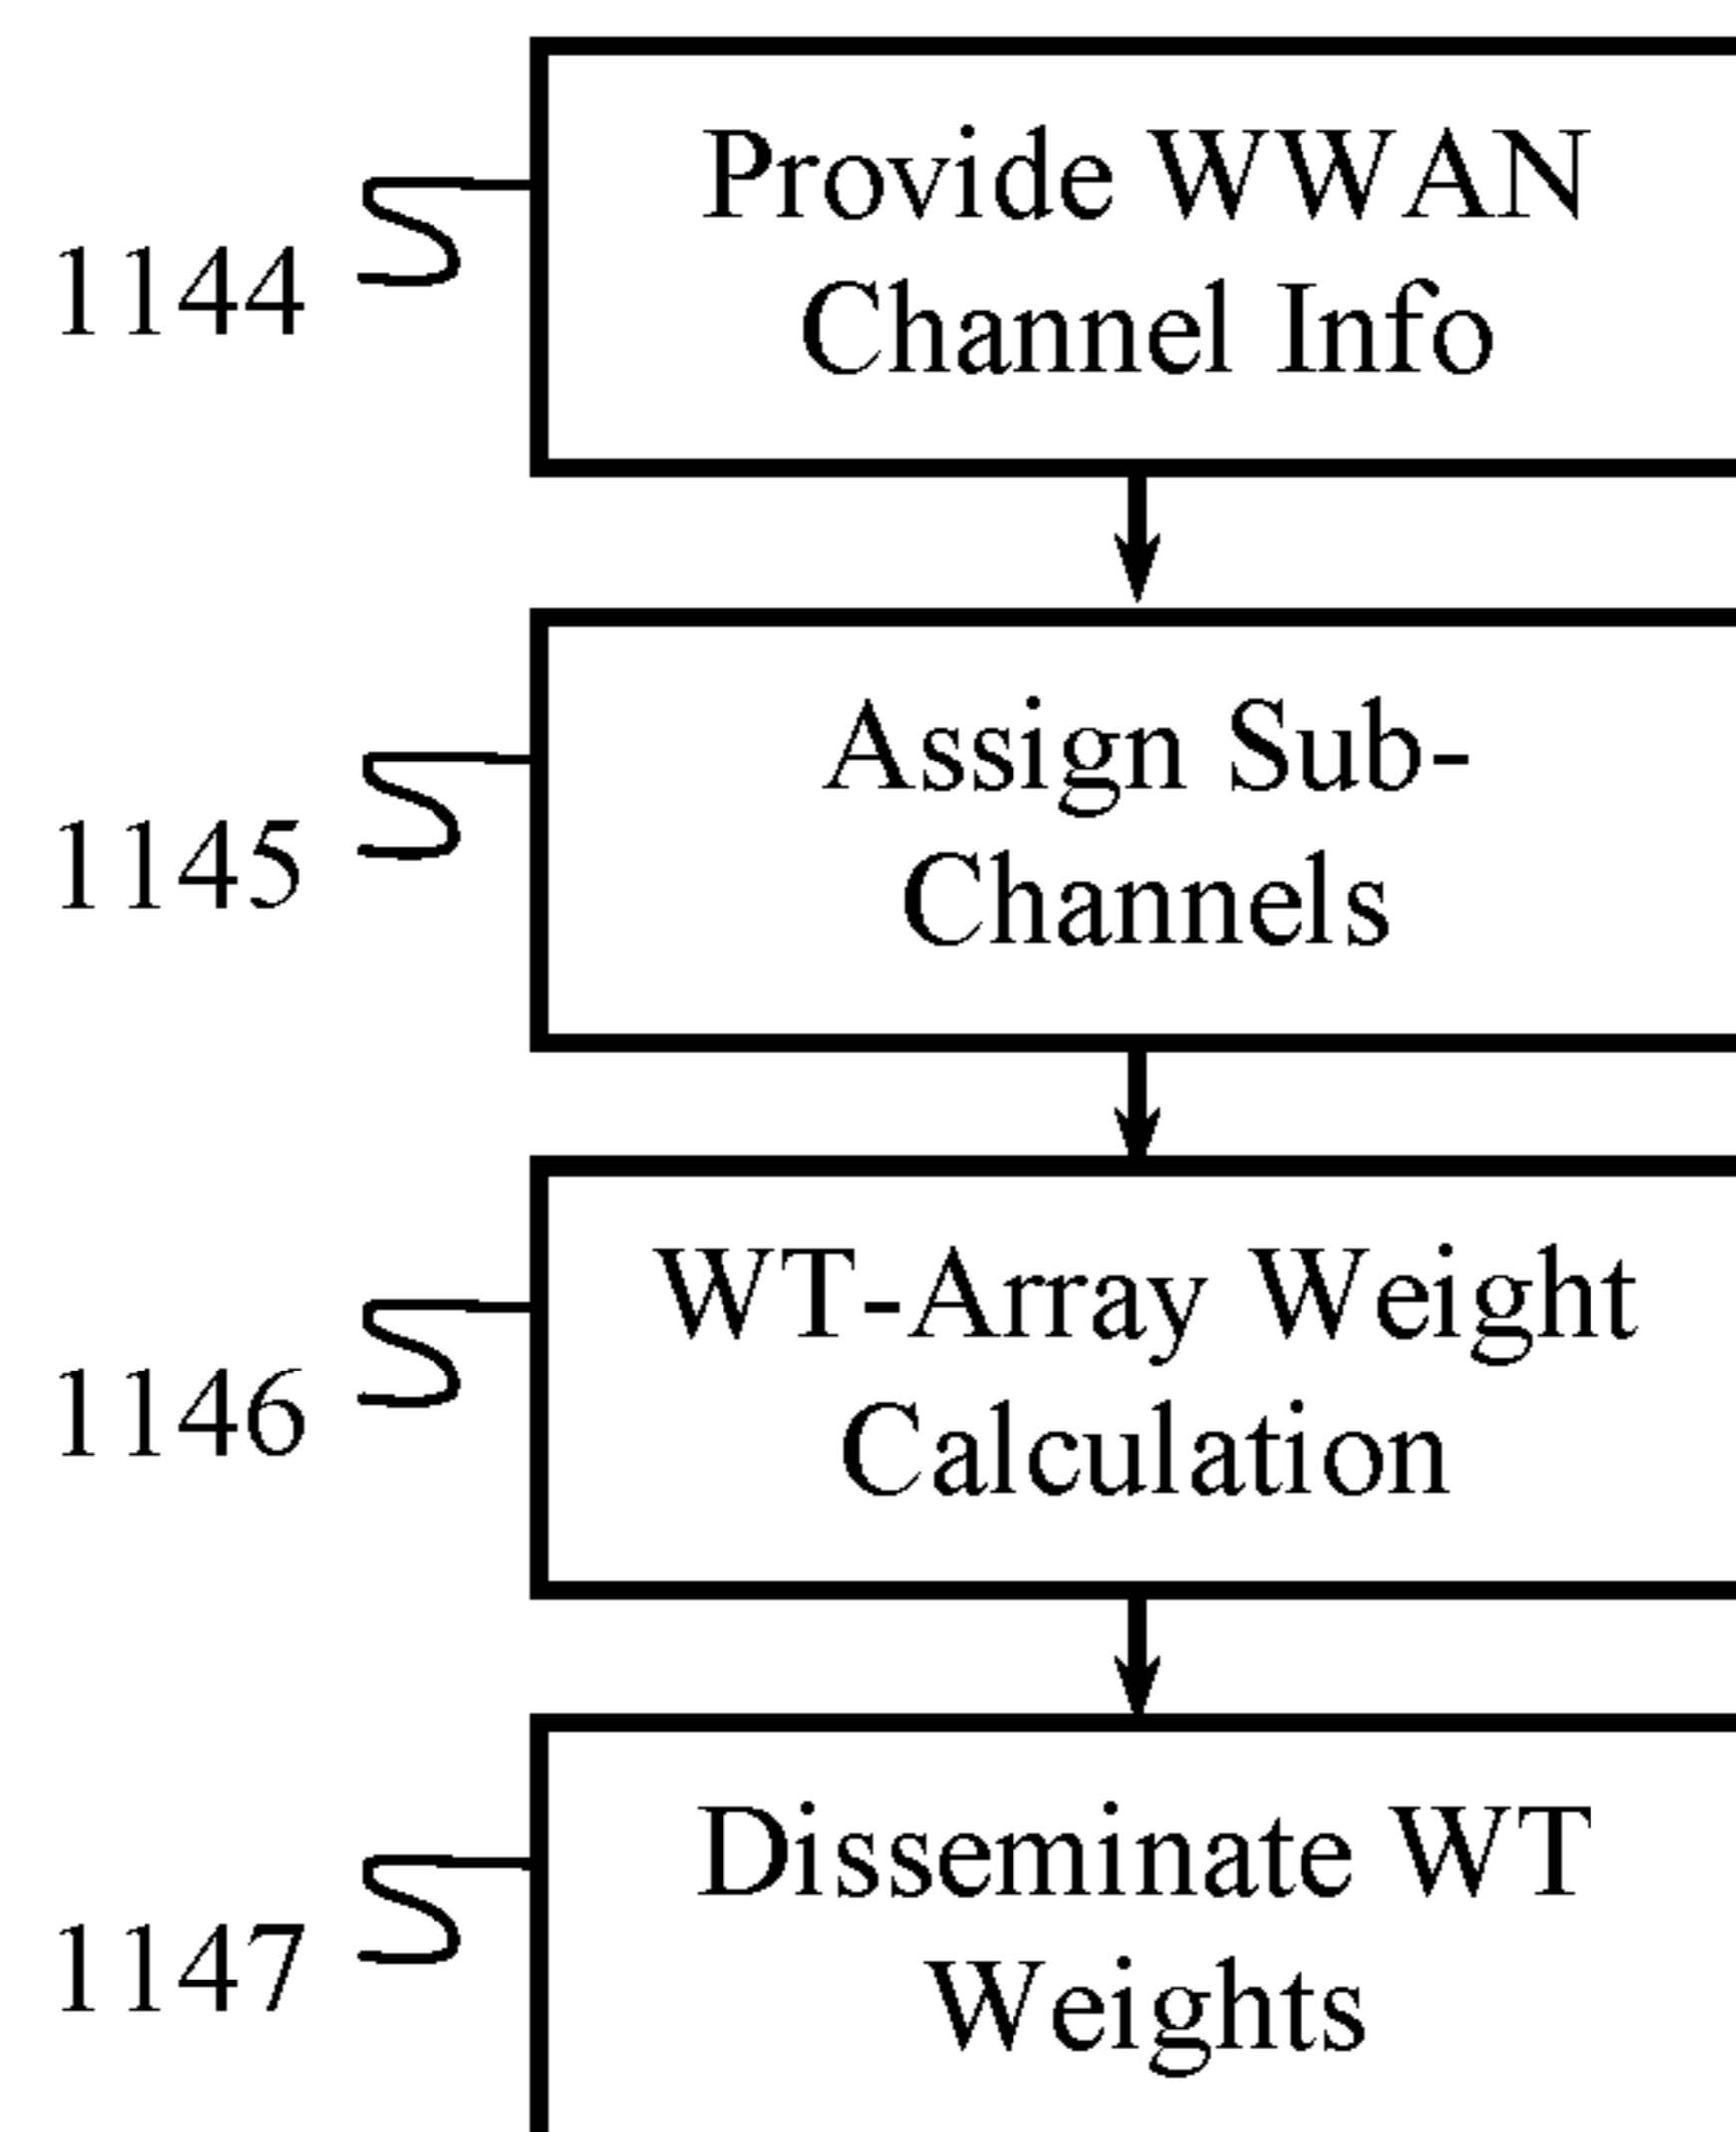 Provide WWAN
Channel Info
1144
Assign Sub-
Channels
1145
WT-Array Weight
Calculation
1146
Disseminate WT
Weights
1147